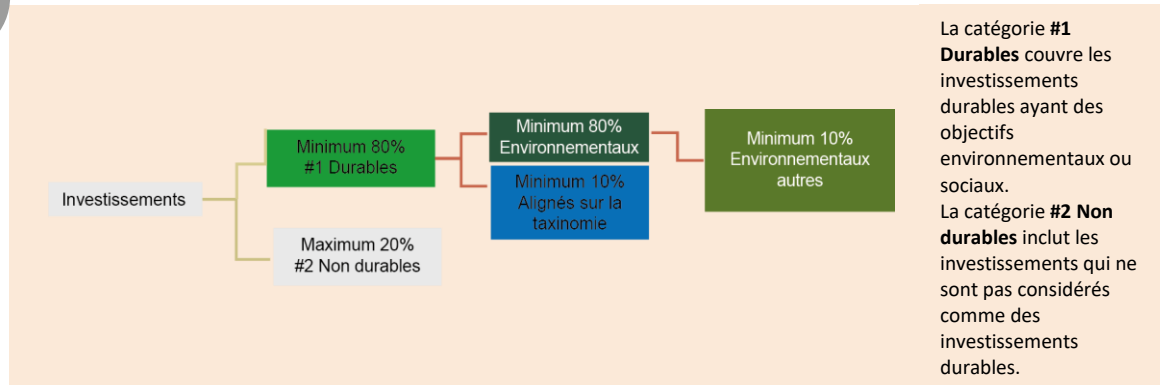 Investissements
Minimum 80%
#1 Durables
Maximum 20%
#2 Non durables
Minimum 80%
Environnementaux
Minimum 10%
Alignés sur la
taxinomie
Minimum 10%
Environnementaux
autres
La catégorie #1
Durables couvre les
investissements
durables ayant des
objectifs
environnementaux ou
sociaux.
La catégorie #2 Non
durables inclut les
investissements qui ne
sont pas considérés
comme des
investissements
durables.